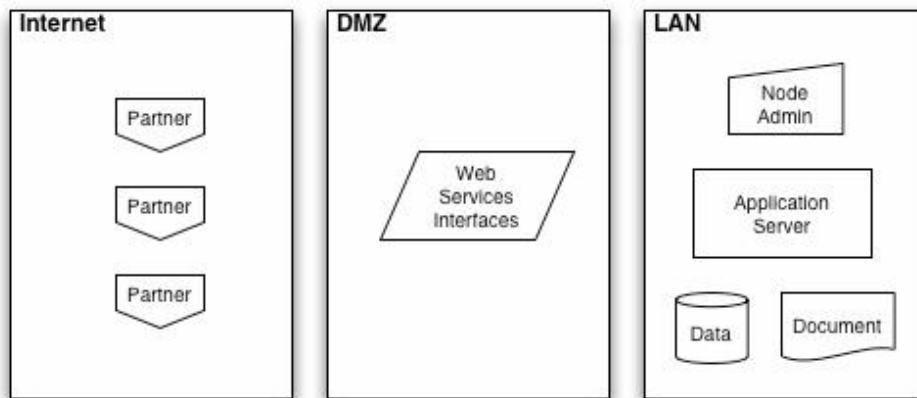 Internet
Partner
Partner
Partner
DMZ
Web
Services
Interfaces
LAN
Node
Admin
Application
Server
Data
Document